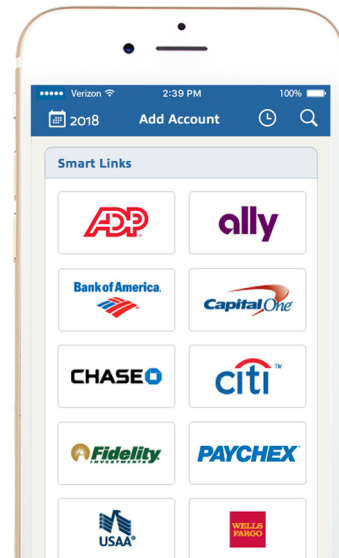 Verizon 2:39 PM 100%
2018 Add Account
Smart Links
ADP ally
Bank of America. Capital One
CHASE citi™
Fidelity INVESTMENTS PAYCHEX
USAA® WELLS FARGO